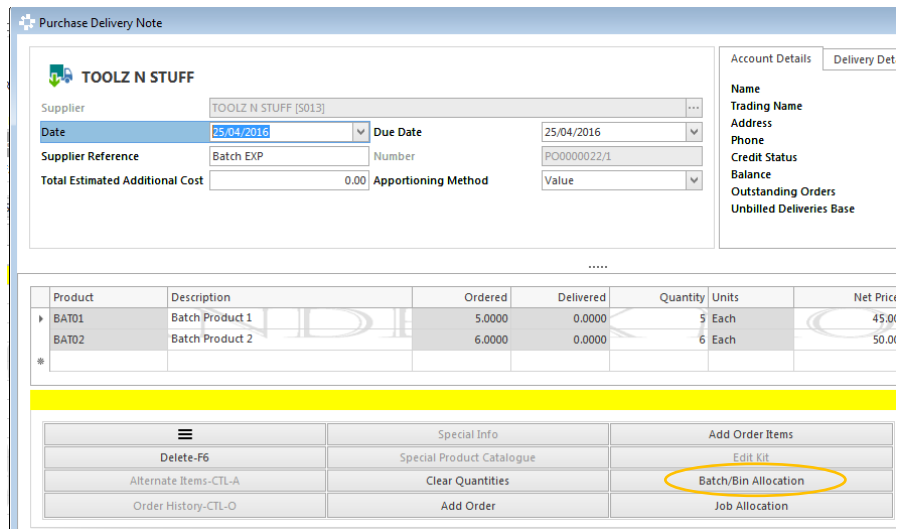 Purchase Delivery Note
TOOLZ N STUFF
Supplier TOOLZ N STUFF [S013] ...
Date 25/04/2016 Due Date 25/04/2016
Supplier Reference Batch EXP Number PO0000022/1
Total Estimated Additional Cost 0.00 Apportioning Method Value
Account Details Delivery Det
Name
Trading Name
Address
Phone
Credit Status
Balance
Outstanding Orders
Unbilled Deliveries Base
Product Description Ordered Delivered Quantity Units Net Price
BAT01 Batch Product 1 5.0000 0.0000 5 Each 45.00
BAT02 Batch Product 2 6.0000 0.0000 6 Each 50.00
Special Info Add Order Items
Delete-F6 Special Product Catalogue Edit Kit
Alternate Items-CTL-A Clear Quantities Batch/Bin Allocation
Order History-CTL-O Add Order Job Allocation